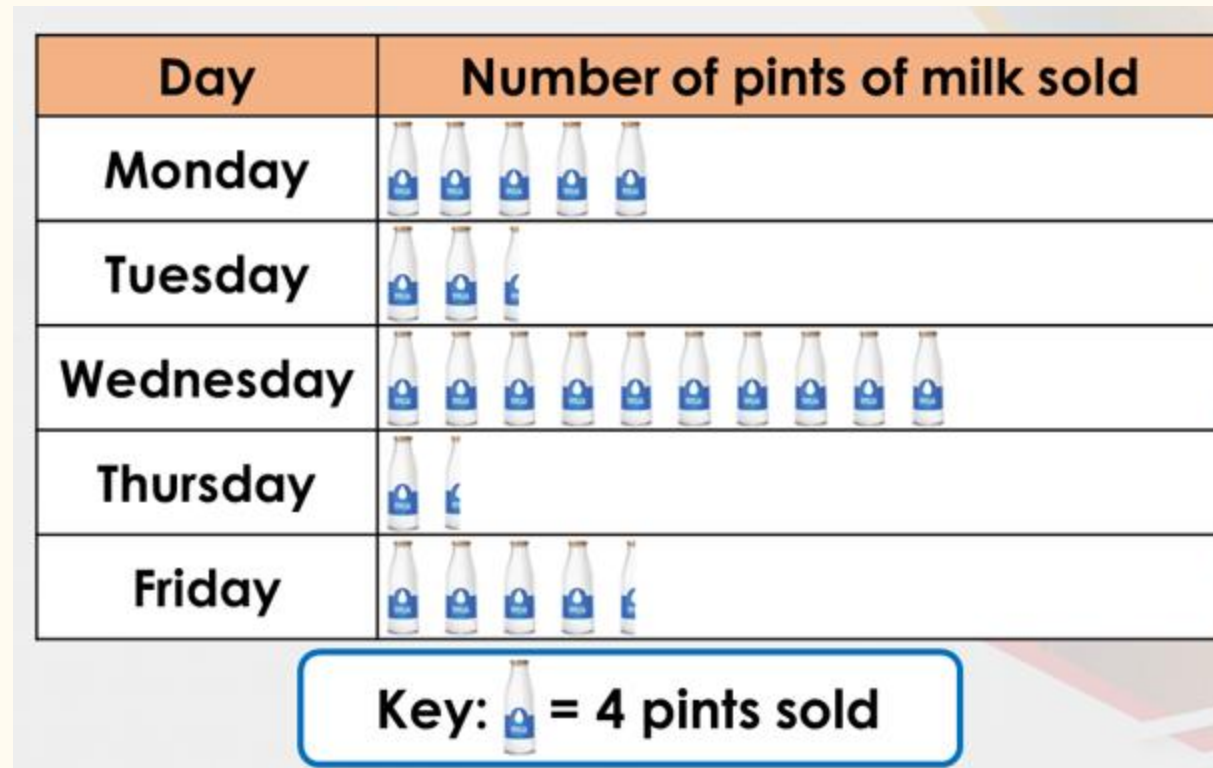 Day Number of pints of milk sold
Monday
Tuesday
Wednesday
Thursday
Friday
Key: = 4 pints sold